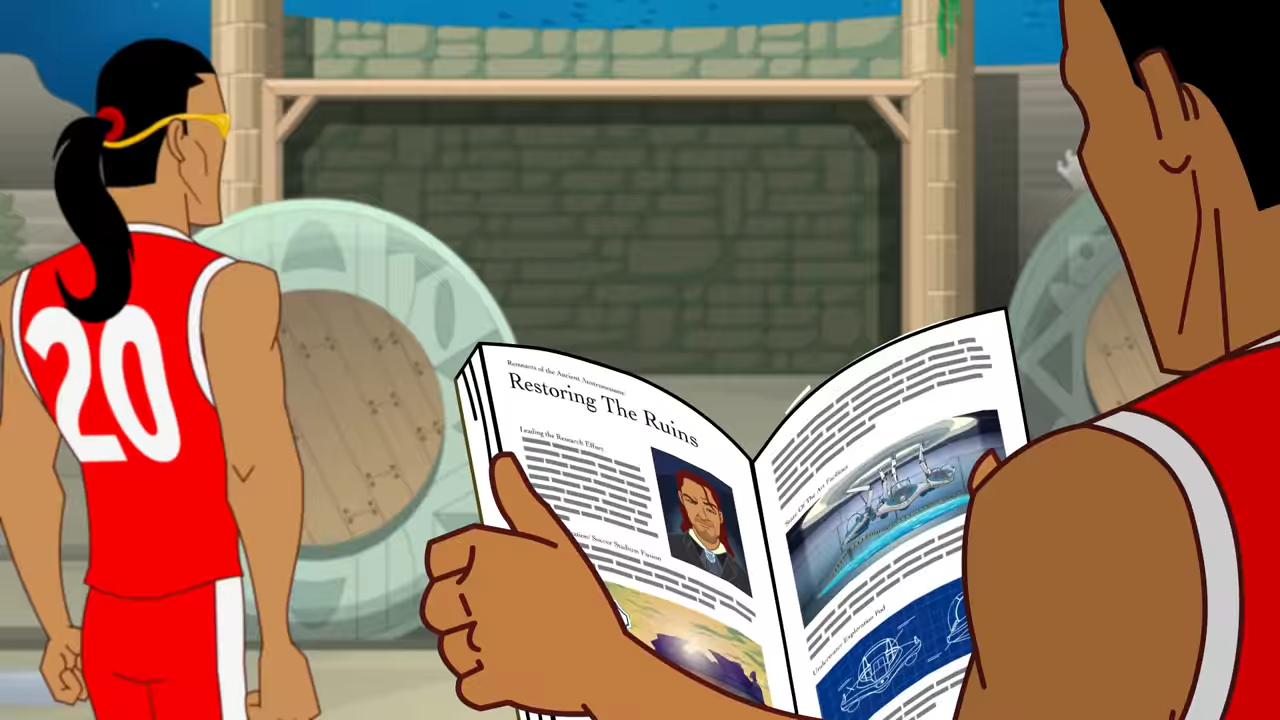 20
Remnants of the Ancient
Restoring The Ruins
Leading the Research Effort
Soccer Stadium Fusion
State Of The Art Facilities
Underwater Exploration Pod